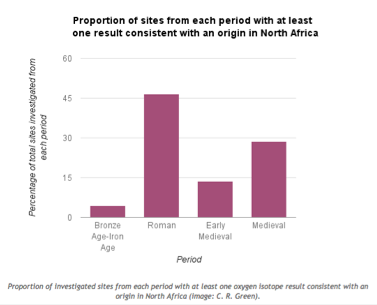 Proportion of sites from each period with at least
one result consistent with an origin in North Africa
Percentage of total sites investigated from
each period
60
45
30
15
0
Bronze
Age-Iron
Age
Roman
Early
Medieval
Medieval
Period
Proportion of investigated sites from each period with at least one oxygen isotope result consistent with an
origin in North Africa (image: C. R. Green).